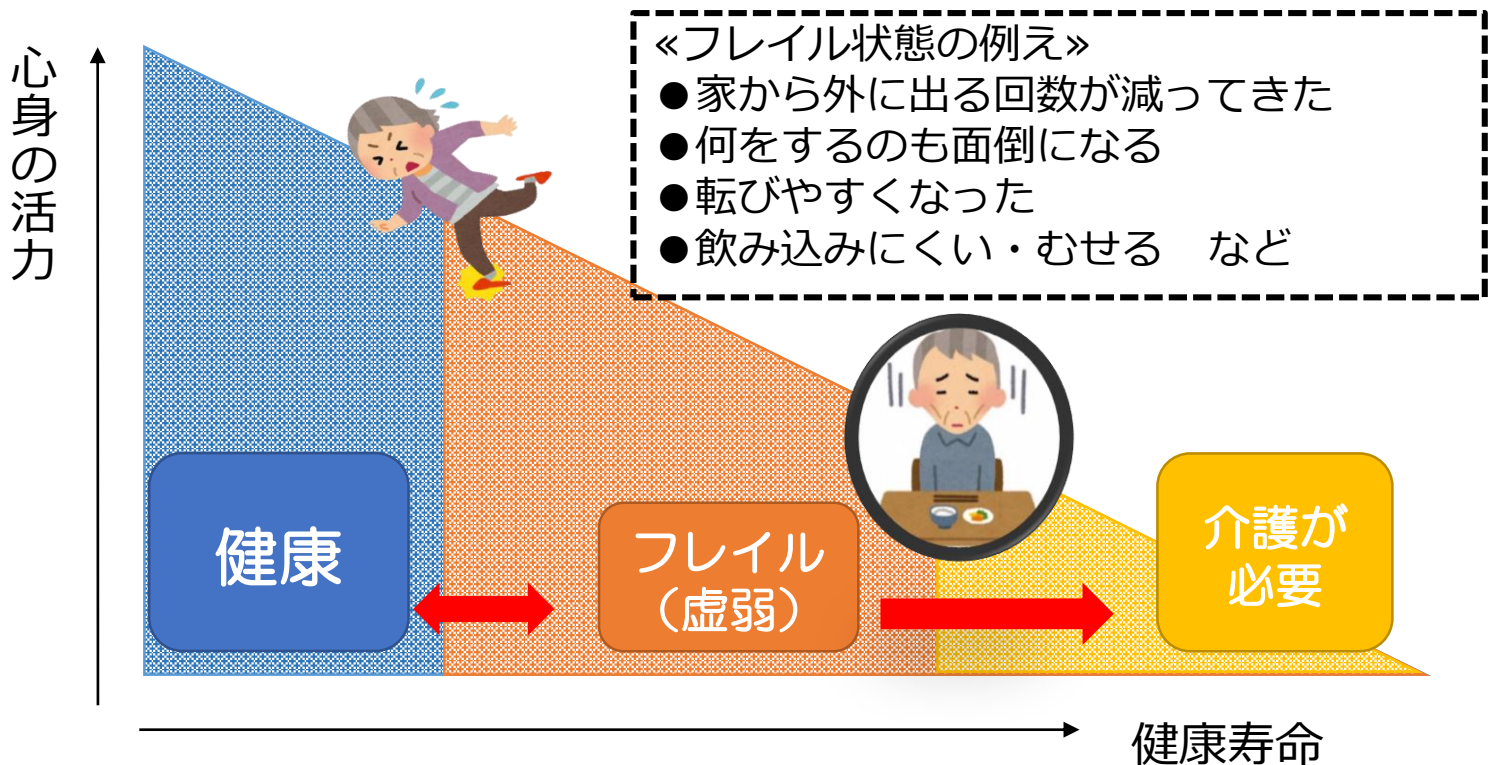 心身の活力
«フレイル状態の例え»
●家から外に出る回数が減ってきた
●何をするのも面倒になる
●転びやすくなった
●飲み込みにくい・むせる　など
健康
フレイル
（虚弱）
介護が
必要
健康寿命